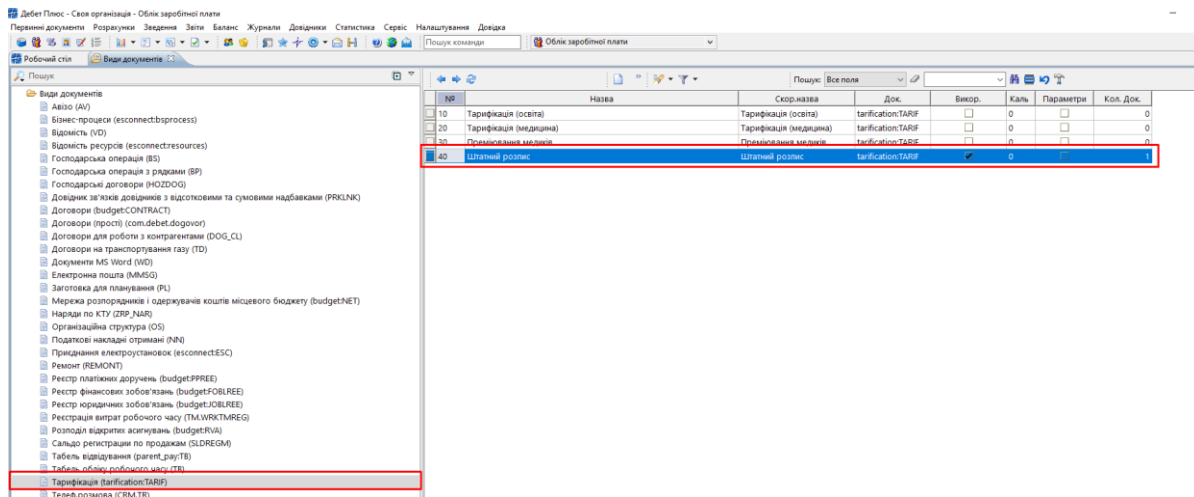 Дебет Плюс - Своя організація - Облік заробітної плати
Первинні документи Розрахунки Зведення Звіти Баланс Журнали Довідники Статистика Сервіс Налаштування Довідка
Пошук команди Облік заробітної плати
Робочий стіл Види документів
Пошук
Види документів
Авізо (AV)
Бізнес-процеси (esconnect:bsprocess)
Відомість (VD)
Відомість ресурсів (esconnect:resources)
Господарська операція (BS)
Господарська операція з рядками (BP)
Господарські договори (HOZDOG)
Довідник зв'язків довідників з відсотковими та сумовими надбавками (PRKLNK)
Договори (budget:CONTRACT)
Договори (прості) (com.debet.dogovor)
Договори для роботи з контрагентами (DOG_CL)
Договори на транспортування газу (TD)
Документи MS Word (WD)
Електронна пошта (MMSG)
Заготовка для планування (PL)
Мережа розпорядників і одержувачів коштів місцевого бюджету (budget:NET)
Наряди по КТУ (ZRP_NAR)
Організаційна структура (OS)
Податкові накладні отримані (NN)
Приєднання електроустановок (esconnect:ESC)
Ремонт (REMONT)
Реєстр платіжних доручень (budget:PPREE)
Реєстр фінансових зобов'язань (budget:FOBLREE)
Реєстр юридичних зобов'язань (budget:JOBLREE)
Реєстрація витрат робочого часу (TM.WRKTMREG)
Розподіл відкритих асигнувань (budget:RVA)
Сальдо регистрации по продажам (SLDREGM)
Табель відвідування (parent_pay:TB)
Табель обліку робочого часу (TB)
Тарифікація (tarification:TARIF)
Телеф.розмова (CRM.TR)
Пошук: Все поля
№ Назва Скор.назва Док. Викор. Каль Параметри Кол. Док.
10 Тарифікація (освіта) Тарифікація (освіта) tarification:TARIF 0 0
20 Тарифікація (медицина) Тарифікація (медицина) tarification:TARIF 0 0
30 Преміювання медиків Преміювання медиків tarification:TARIF 0 0
40 Штатний розпис Штатний розпис tarification:TARIF 0 1